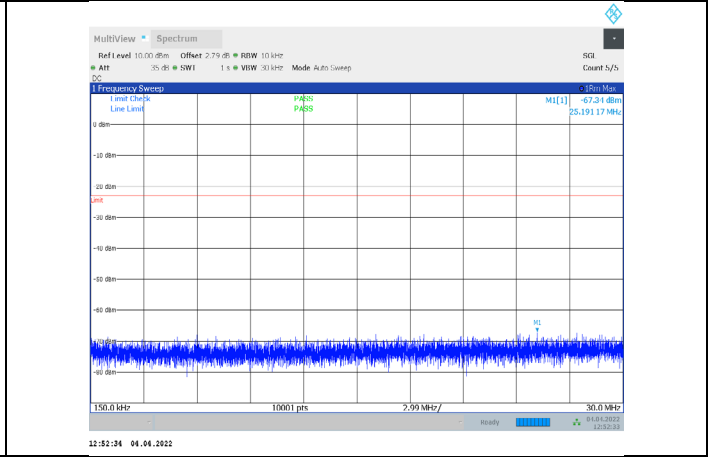 MultiView Spectrum
Ref Level 10.00 dBm Offset 2.79 dB RBW 10 kHz SGL
Att 35 dB SWT 1 s VBW 30 kHz Mode Auto Sweep Count 5/5
DC
1 Frequency Sweep 1Rm Max
Limit Check PASS M1[1] -67.34 dBm
Line Limit PASS 25.191 17 MHz
0 dBm
-10 dBm
-20 dBm
Limit
-30 dBm
-40 dBm
-50 dBm
-60 dBm
M1
-70 dBm
-80 dBm
150.0 kHz 10001 pts 2.99 MHz/ 30.0 MHz
Ready 04.04.2022
12:52:33
12:52:34 04.04.2022